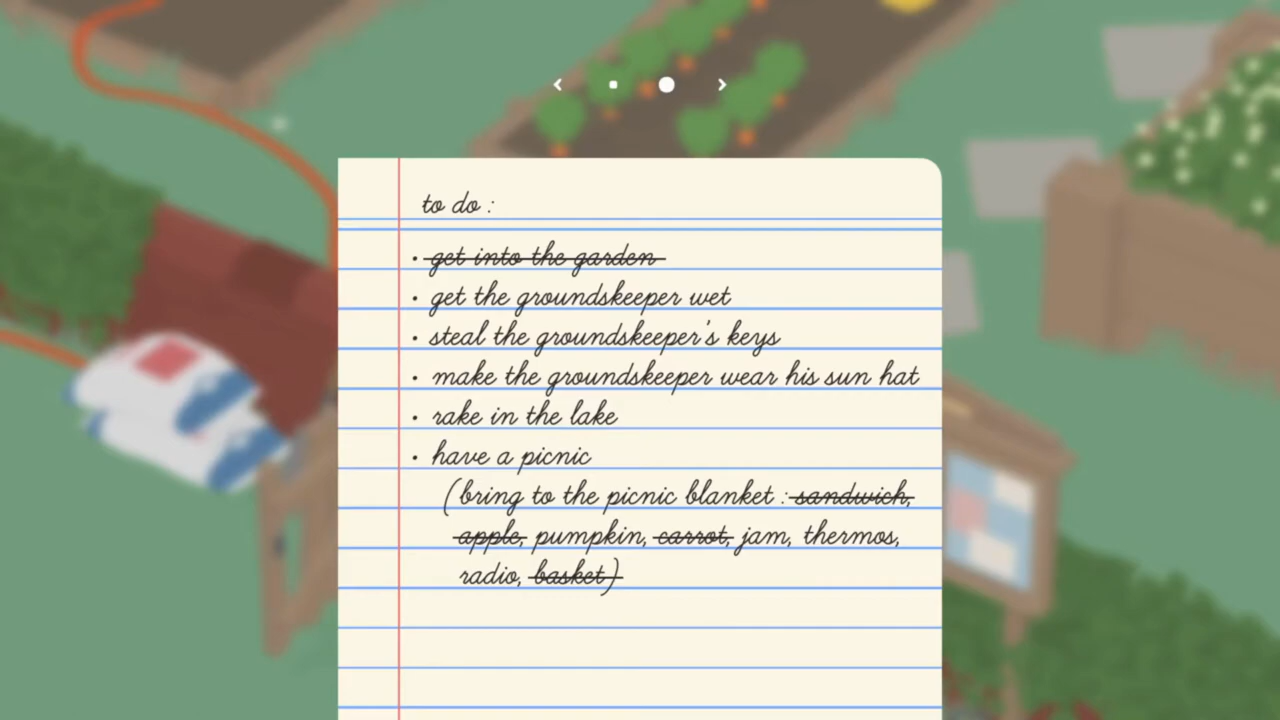 to do :
• get into the garden
• get the groundskeeper wet
• steal the groundskeeper's keys
• make the groundskeeper wear his sun hat
• rake in the lake
• have a picnic
(bring to the picnic blanket : sandwich,
apple, pumpkin, carrot, jam, thermos,
radio, basket)